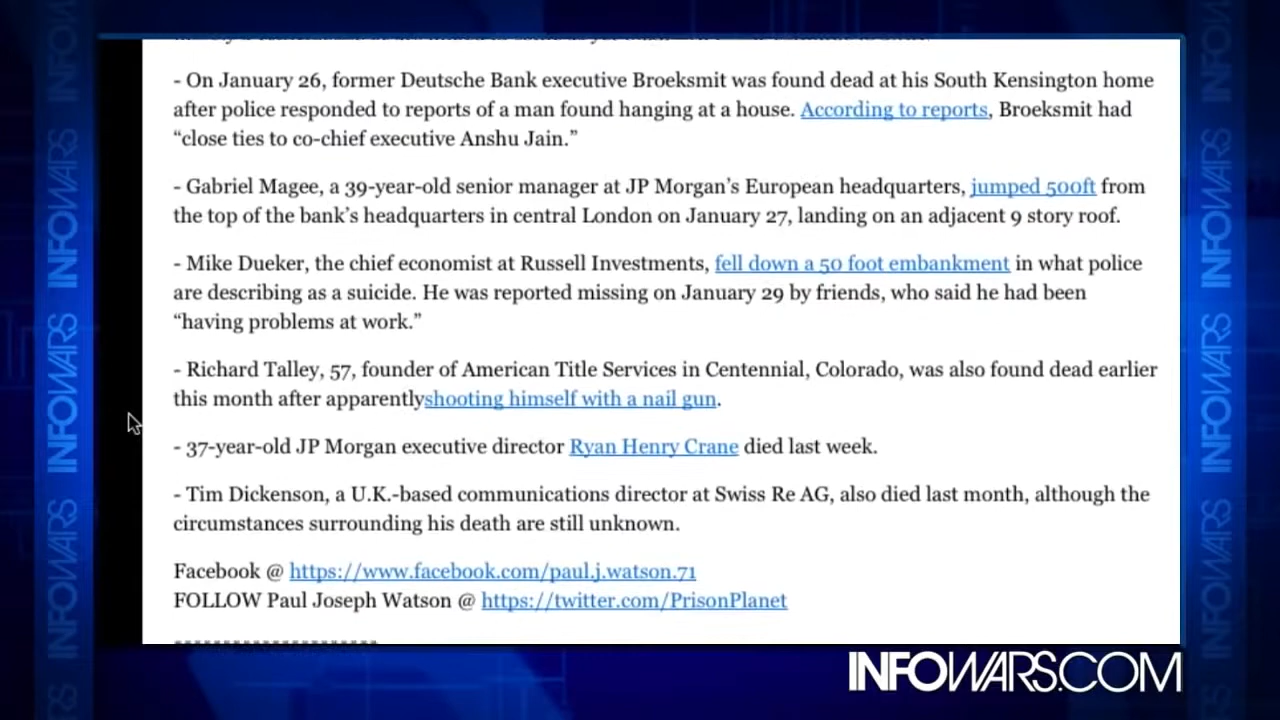 - On January 26, former Deutsche Bank executive Broeksmit was found dead at his South Kensington home
after police responded to reports of a man found hanging at a house. According to reports, Broeksmit had
“close ties to co-chief executive Anshu Jain.”
- Gabriel Magee, a 39-year-old senior manager at JP Morgan’s European headquarters, jumped 500ft from
the top of the bank’s headquarters in central London on January 27, landing on an adjacent 9 story roof.
- Mike Dueker, the chief economist at Russell Investments, fell down a 50 foot embankment in what police
are describing as a suicide. He was reported missing on January 29 by friends, who said he had been
“having problems at work.”
- Richard Talley, 57, founder of American Title Services in Centennial, Colorado, was also found dead earlier
this month after apparentlyshooting himself with a nail gun.
- 37-year-old JP Morgan executive director Ryan Henry Crane died last week.
- Tim Dickenson, a U.K.-based communications director at Swiss Re AG, also died last month, although the
circumstances surrounding his death are still unknown.
Facebook @ https://www.facebook.com/paul.j.watson.71
FOLLOW Paul Joseph Watson @ https://twitter.com/PrisonPlanet
INFOWARS.COM
INFOWARS
INFOWARS
INFOWARS
INFOWARS
INFOWARS
INFOWARS
INFOWARS
INFOWARS